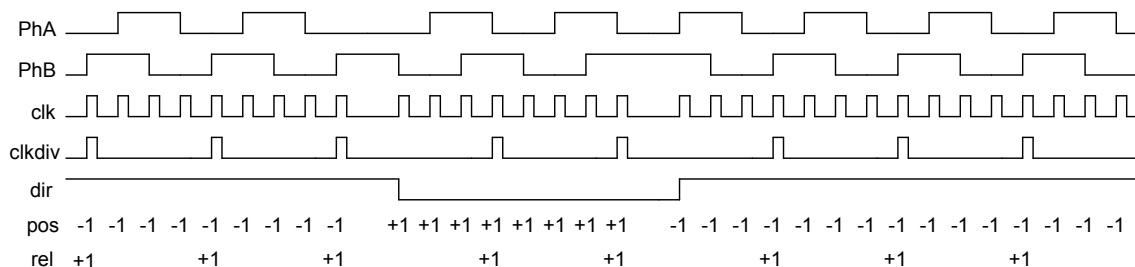 PhA
PhB
clk
clkdiv
dir
pos -1 -1 -1 -1 -1 -1 -1 -1 -1 +1 +1 +1 +1 +1 +1 +1 +1 -1 -1 -1 -1 -1 -1 -1 -1 -1 -1 -1 -1 -1 -1 -1
rel +1 +1 +1 +1 +1 +1 +1 +1